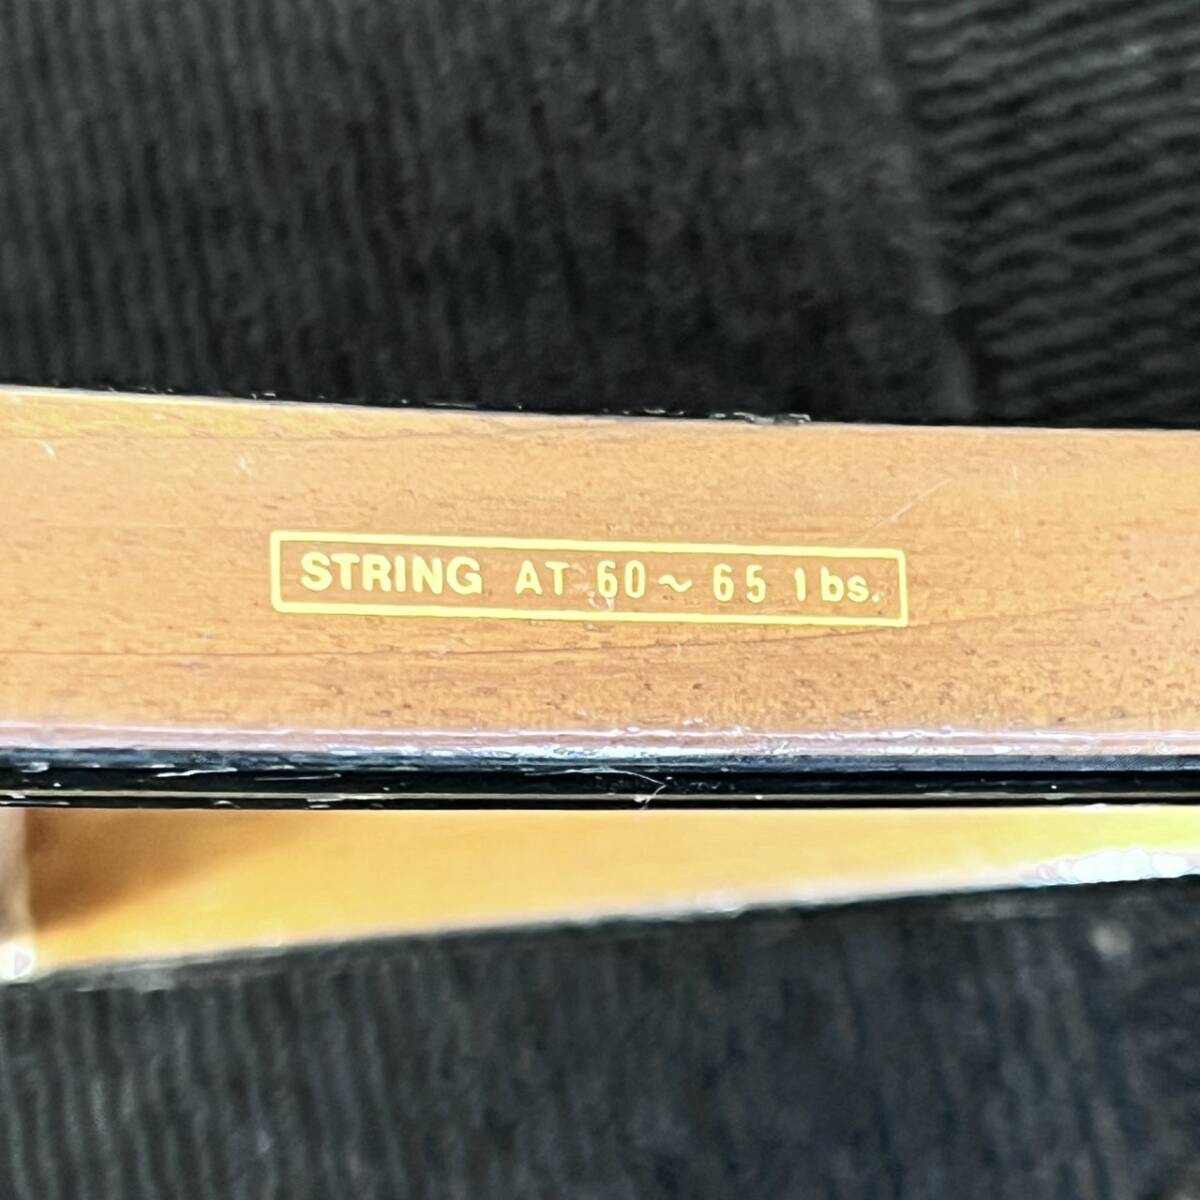 STRING AT 60~65 lbs.